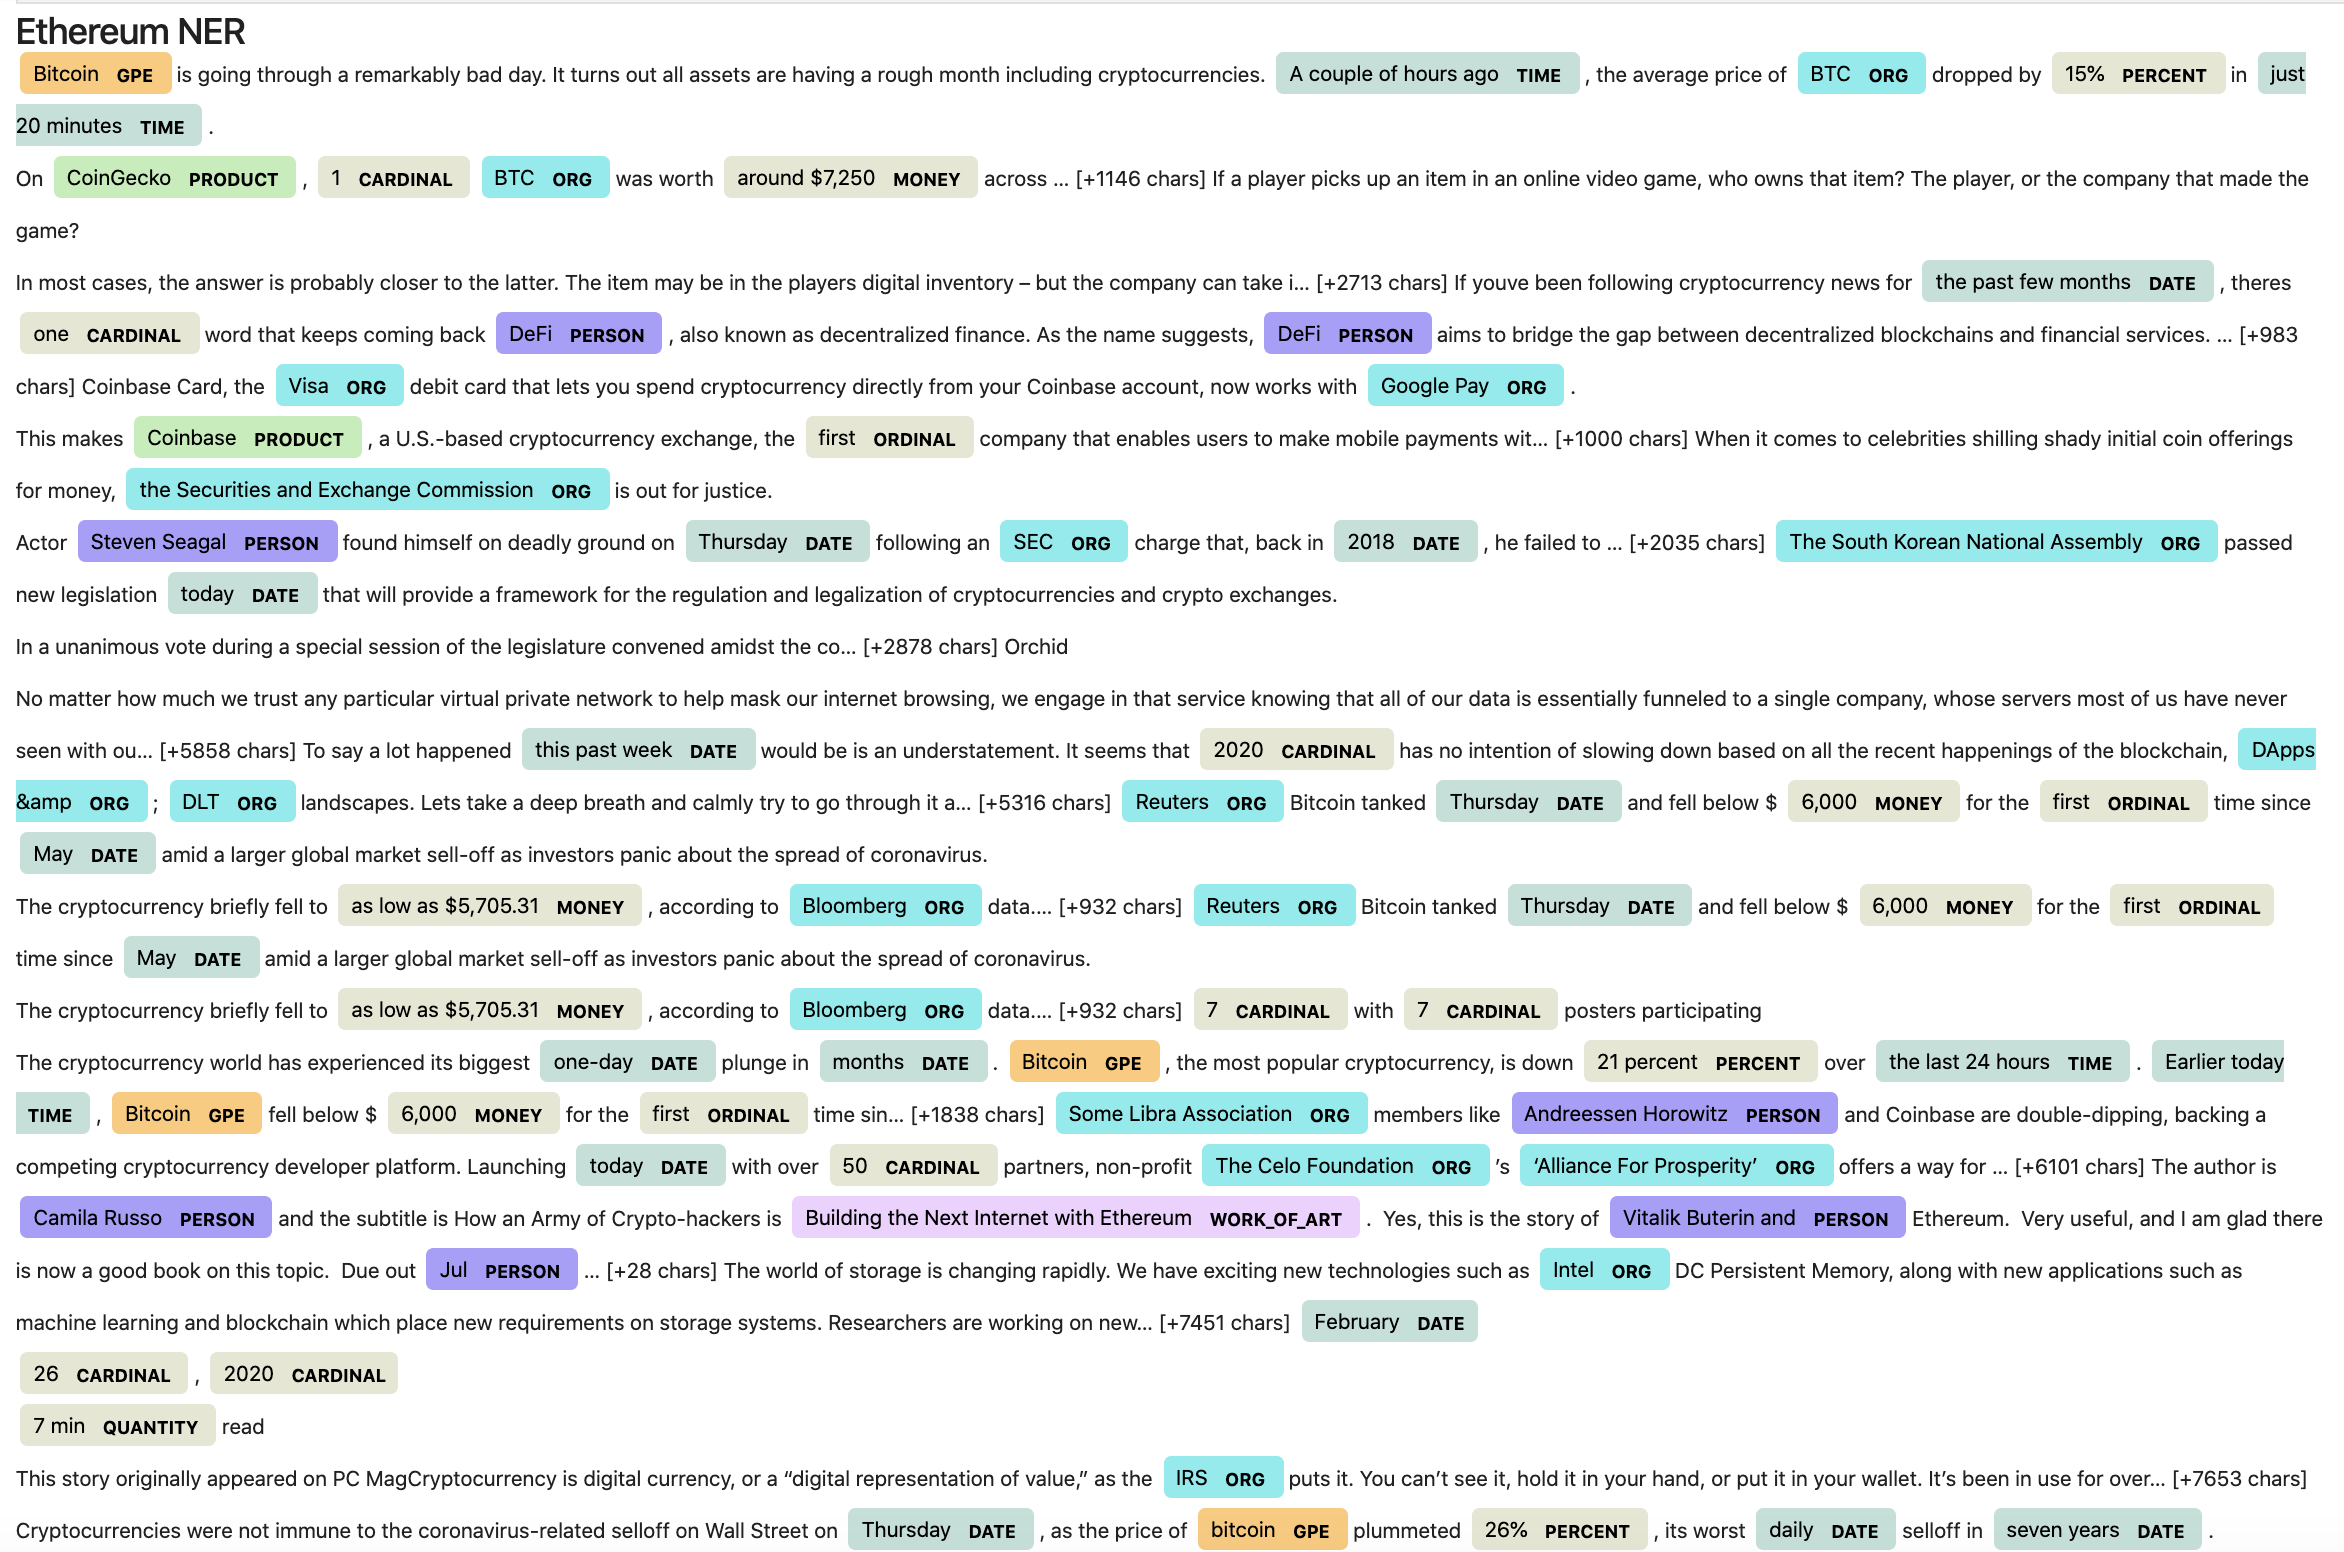 Ethereum NER
Bitcoin GPE is going through a remarkably bad day. It turns out all assets are having a rough month including cryptocurrencies. A couple of hours ago TIME , the average price of BTC ORG dropped by 15% PERCENT in just
20 minutes TIME .
On CoinGecko PRODUCT , 1 CARDINAL BTC ORG was worth around $7,250 MONEY across ... [+1146 chars] If a player picks up an item in an online video game, who owns that item? The player, or the company that made the
game?
In most cases, the answer is probably closer to the latter. The item may be in the players digital inventory – but the company can take i... [+2713 chars] If youve been following cryptocurrency news for the past few months DATE , theres
one CARDINAL word that keeps coming back DeFi PERSON , also known as decentralized finance. As the name suggests, DeFi PERSON aims to bridge the gap between decentralized blockchains and financial services. ... [+983
chars] Coinbase Card, the Visa ORG debit card that lets you spend cryptocurrency directly from your Coinbase account, now works with Google Pay ORG .
This makes Coinbase PRODUCT , a U.S.-based cryptocurrency exchange, the first ORDINAL company that enables users to make mobile payments wit... [+1000 chars] When it comes to celebrities shilling shady initial coin offerings
for money, the Securities and Exchange Commission ORG is out for justice.
Actor Steven Seagal PERSON found himself on deadly ground on Thursday DATE following an SEC ORG charge that, back in 2018 DATE , he failed to ... [+2035 chars] The South Korean National Assembly ORG passed
new legislation today DATE that will provide a framework for the regulation and legalization of cryptocurrencies and crypto exchanges.
In a unanimous vote during a special session of the legislature convened amidst the co... [+2878 chars] Orchid
No matter how much we trust any particular virtual private network to help mask our internet browsing, we engage in that service knowing that all of our data is essentially funneled to a single company, whose servers most of us have never
seen with ou... [+5858 chars] To say a lot happened this past week DATE would be is an understatement. It seems that 2020 CARDINAL has no intention of slowing down based on all the recent happenings of the blockchain, DApps
&amp ORG ; DLT ORG landscapes. Lets take a deep breath and calmly try to go through it a... [+5316 chars] Reuters ORG Bitcoin tanked Thursday DATE and fell below $ 6,000 MONEY for the first ORDINAL time since
May DATE amid a larger global market sell-off as investors panic about the spread of coronavirus.
The cryptocurrency briefly fell to as low as $5,705.31 MONEY , according to Bloomberg ORG data.... [+932 chars] Reuters ORG Bitcoin tanked Thursday DATE and fell below $ 6,000 MONEY for the first ORDINAL
time since May DATE amid a larger global market sell-off as investors panic about the spread of coronavirus.
The cryptocurrency briefly fell to as low as $5,705.31 MONEY , according to Bloomberg ORG data.... [+932 chars] 7 CARDINAL with 7 CARDINAL posters participating
The cryptocurrency world has experienced its biggest one-day DATE plunge in months DATE . Bitcoin GPE , the most popular cryptocurrency, is down 21 percent PERCENT over the last 24 hours TIME . Earlier today
TIME , Bitcoin GPE fell below $ 6,000 MONEY for the first ORDINAL time sin... [+1838 chars] Some Libra Association ORG members like Andreessen Horowitz PERSON and Coinbase are double-dipping, backing a
competing cryptocurrency developer platform. Launching today DATE with over 50 CARDINAL partners, non-profit The Celo Foundation ORG 's ‘Alliance For Prosperity’ ORG offers a way for ... [+6101 chars] The author is
Camila Russo PERSON and the subtitle is How an Army of Crypto-hackers is Building the Next Internet with Ethereum WORK_OF_ART . Yes, this is the story of Vitalik Buterin and PERSON Ethereum. Very useful, and I am glad there
is now a good book on this topic. Due out Jul PERSON ... [+28 chars] The world of storage is changing rapidly. We have exciting new technologies such as Intel ORG DC Persistent Memory, along with new applications such as
machine learning and blockchain which place new requirements on storage systems. Researchers are working on new... [+7451 chars] February DATE
26 CARDINAL , 2020 CARDINAL
7 min QUANTITY read
This story originally appeared on PC MagCryptocurrency is digital currency, or a “digital representation of value,” as the IRS ORG puts it. You can’t see it, hold it in your hand, or put it in your wallet. It’s been in use for over... [+7653 chars]
Cryptocurrencies were not immune to the coronavirus-related selloff on Wall Street on Thursday DATE , as the price of bitcoin GPE plummeted 26% PERCENT , its worst daily DATE selloff in seven years DATE .